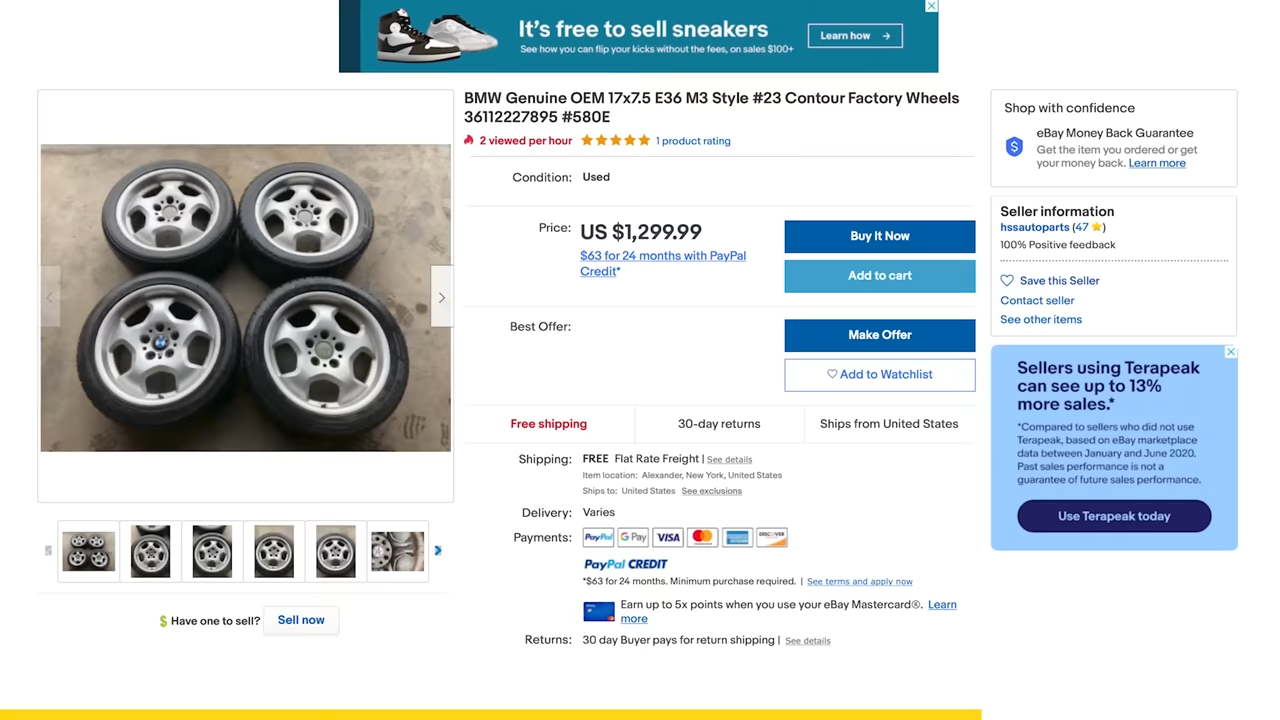 It's free to sell sneakers
See how you can flip your kicks without the fees, on sales $100+
Learn how →
BMW Genuine OEM 17x7.5 E36 M3 Style #23 Contour Factory Wheels
36112227895 #580E
2 viewed per hour
1 product rating
Condition: Used
Price: US $1,299.99
$63 for 24 months with PayPal
Credit*
Buy It Now
Add to cart
Best Offer:
Make Offer
Add to Watchlist
Free shipping
30-day returns
Ships from United States
Shipping: FREE Flat Rate Freight | See details
Item location: Alexander, New York, United States
Ships to: United States See exclusions
Delivery: Varies
Payments: PayPal G Pay VISA MasterCard DISCOVER
PayPal CREDIT
*$63 for 24 months. Minimum purchase required. | See terms and apply now
Earn up to 5x points when you use your eBay Mastercard®. Learn
more
Returns: 30 day Buyer pays for return shipping | See details
$ Have one to sell? Sell now
Shop with confidence
eBay Money Back Guarantee
Get the item you ordered or get
your money back. Learn more
Seller information
hssautoparts (47 )
100% Positive feedback
Save this Seller
Contact seller
See other items
Sellers using Terapeak
can see up to 13%
more sales.*
*Compared to sellers who did not use
Terapeak, based on eBay marketplace
data between January and June 2020.
Past sales performance is not a
guarantee of future sales performance.
Use Terapeak today